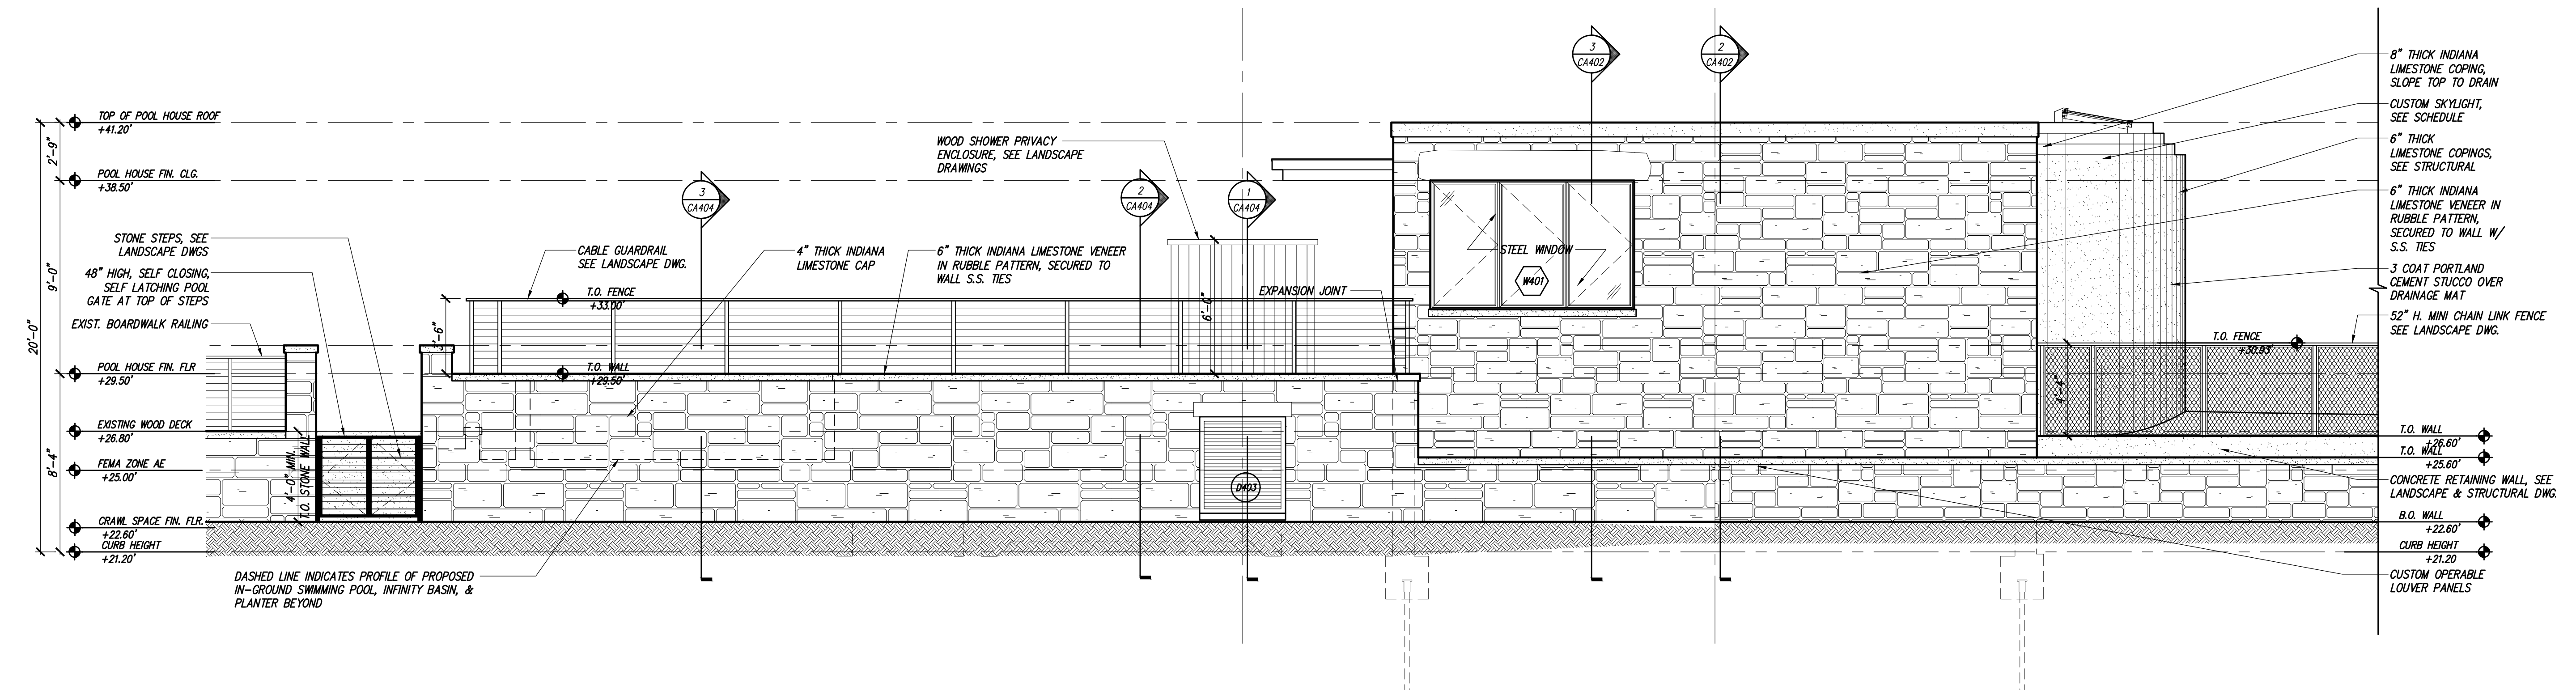 TOP OF POOL HOUSE ROOF
+41.20'
POOL HOUSE FIN. CLG.
+38.50'
STONE STEPS, SEE
LANDSCAPE DWGS
48" HIGH, SELF CLOSING,
SELF LATCHING POOL
GATE AT TOP OF STEPS
EXIST. BOARDWALK RAILING
POOL HOUSE FIN. FLR
+29.50'
EXISTING WOOD DECK
+26.80'
FEMA ZONE AE
+25.00'
CRAWL SPACE FIN. FLR.
+22.60'
CURB HEIGHT
+21.20'
2'-9"
9'-0"
20'-0"
8'-4"
4'-0" MIN.
T.O. STONE WALL
DASHED LINE INDICATES PROFILE OF PROPOSED
IN-GROUND SWIMMING POOL, INFINITY BASIN, &
PLANTER BEYOND
CABLE GUARDRAIL
SEE LANDSCAPE DWG.
T.O. FENCE
+33.00'
T.O. WALL
+29.50'
3
CA404
4" THICK INDIANA
LIMESTONE CAP
6" THICK INDIANA LIMESTONE VENEER
IN RUBBLE PATTERN, SECURED TO
WALL S.S. TIES
WOOD SHOWER PRIVACY
ENCLOSURE, SEE LANDSCAPE
DRAWINGS
2
CA404
1
CA404
6'-0"
EXPANSION JOINT
D403
3
CA402
2
CA402
STEEL WINDOW
W401
8" THICK INDIANA
LIMESTONE COPING,
SLOPE TOP TO DRAIN
CUSTOM SKYLIGHT,
SEE SCHEDULE
6" THICK
LIMESTONE COPINGS,
SEE STRUCTURAL
6" THICK INDIANA
LIMESTONE VENEER IN
RUBBLE PATTERN,
SECURED TO WALL W/
S.S. TIES
3 COAT PORTLAND
CEMENT STUCCO OVER
DRAINAGE MAT
52" H. MINI CHAIN LINK FENCE
SEE LANDSCAPE DWG.
T.O. FENCE
+30.93'
4'-4"
T.O. WALL
+26.60'
T.O. WALL
+25.60'
CONCRETE RETAINING WALL, SEE
LANDSCAPE & STRUCTURAL DWG.
B.O. WALL
+22.60'
CURB HEIGHT
+21.20
CUSTOM OPERABLE
LOUVER PANELS